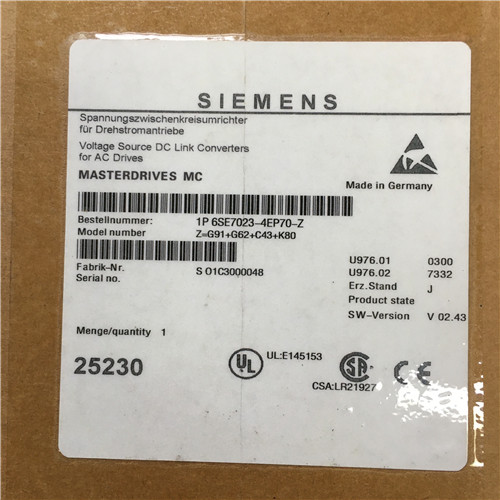 SIEMENS
Spannungszwischenkreisumrichter
für Drehstromantriebe
Voltage Source DC Link Converters
for AC Drives
MASTERDRIVES MC
Made in Germany
Bestellnummer: 1P 6SE7023-4EP70-Z
Model number Z=G91+G62+C43+K80
Fabrik-Nr. S O1C3000048
Serial no.
U976.01 0300
U976.02 7332
Erz.Stand J
Product state
SW-Version V 02.43
Menge/quantity 1
25230
UL
UL:E145153
SA
CSA:LR21927
CE